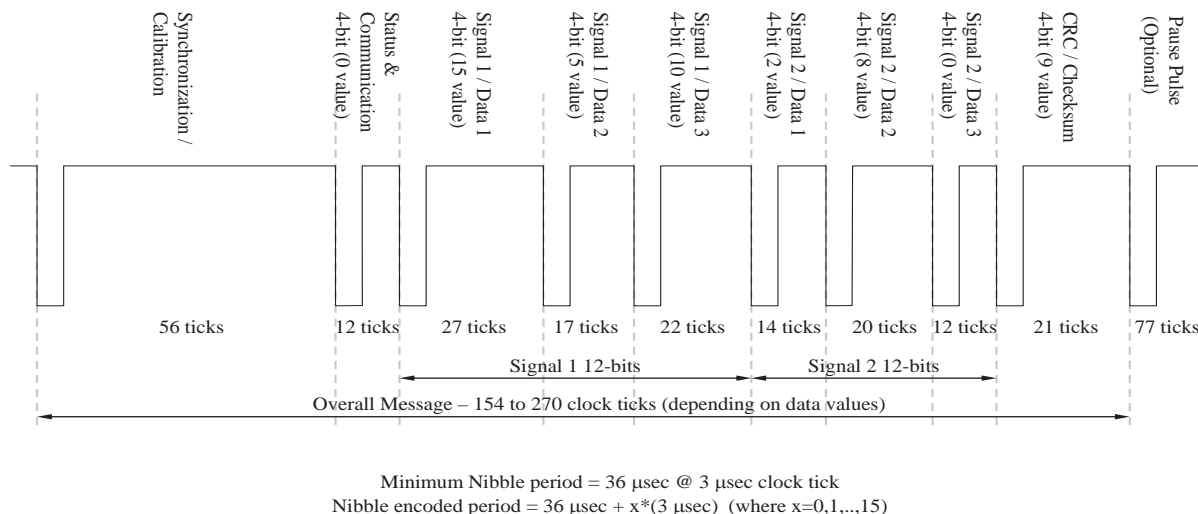 Synchronization /
Calibration
Status &
Communication
4-bit (0 value)
Signal 1 / Data 1
4-bit (15 value)
Signal 1 / Data 2
4-bit (5 value)
Signal 1 / Data 3
4-bit (10 value)
Signal 2 / Data 1
4-bit (2 value)
Signal 2 / Data 2
4-bit (8 value)
Signal 2 / Data 3
4-bit (0 value)
CRC / Checksum
4-bit (9 value)
Pause Pulse
(Optional)
56 ticks
12 ticks
27 ticks
17 ticks
22 ticks
14 ticks
20 ticks
12 ticks
21 ticks
77 ticks
Signal 1 12-bits
Signal 2 12-bits
Overall Message – 154 to 270 clock ticks (depending on data values)
Minimum Nibble period = 36 μsec @ 3 μsec clock tick
Nibble encoded period = 36 μsec + x*(3 μsec) (where x=0,1,..,15)